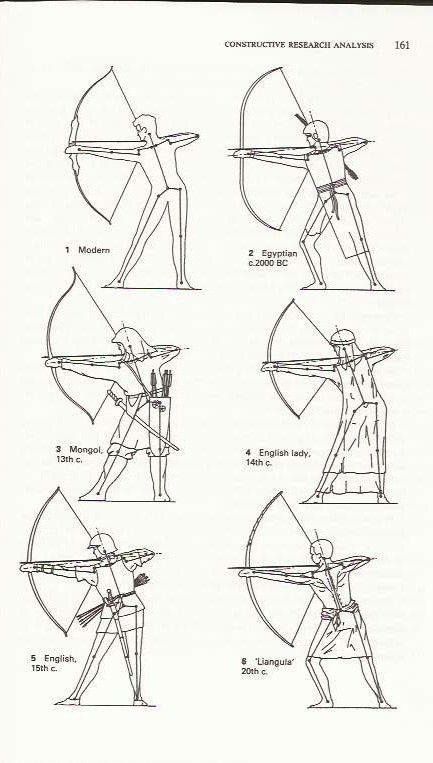 CONSTRUCTIVE RESEARCH ANALYSIS 161
1 Modern
2 Egyptian
c.2000 BC
3 Mongol,
13th c.
4 English lady,
14th c.
5 English,
15th c.
6 'Liangula'
20th c.